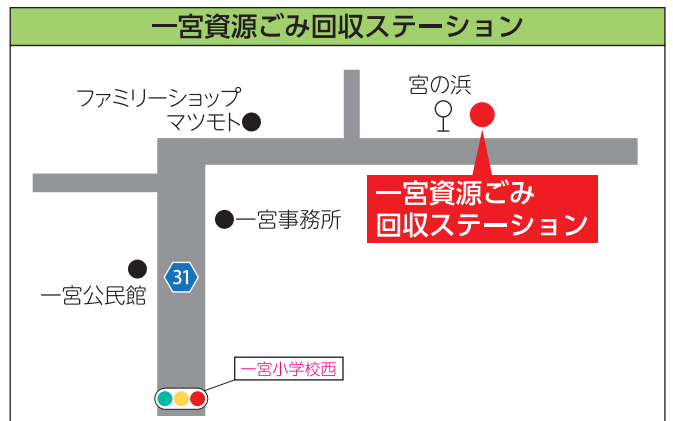 一宮資源ごみ回収ステーション
宮の浜
ファミリーショップ
マツモト
一宮資源ごみ
回収ステーション
一宮事務所
31
一宮公民館
一宮小学校西